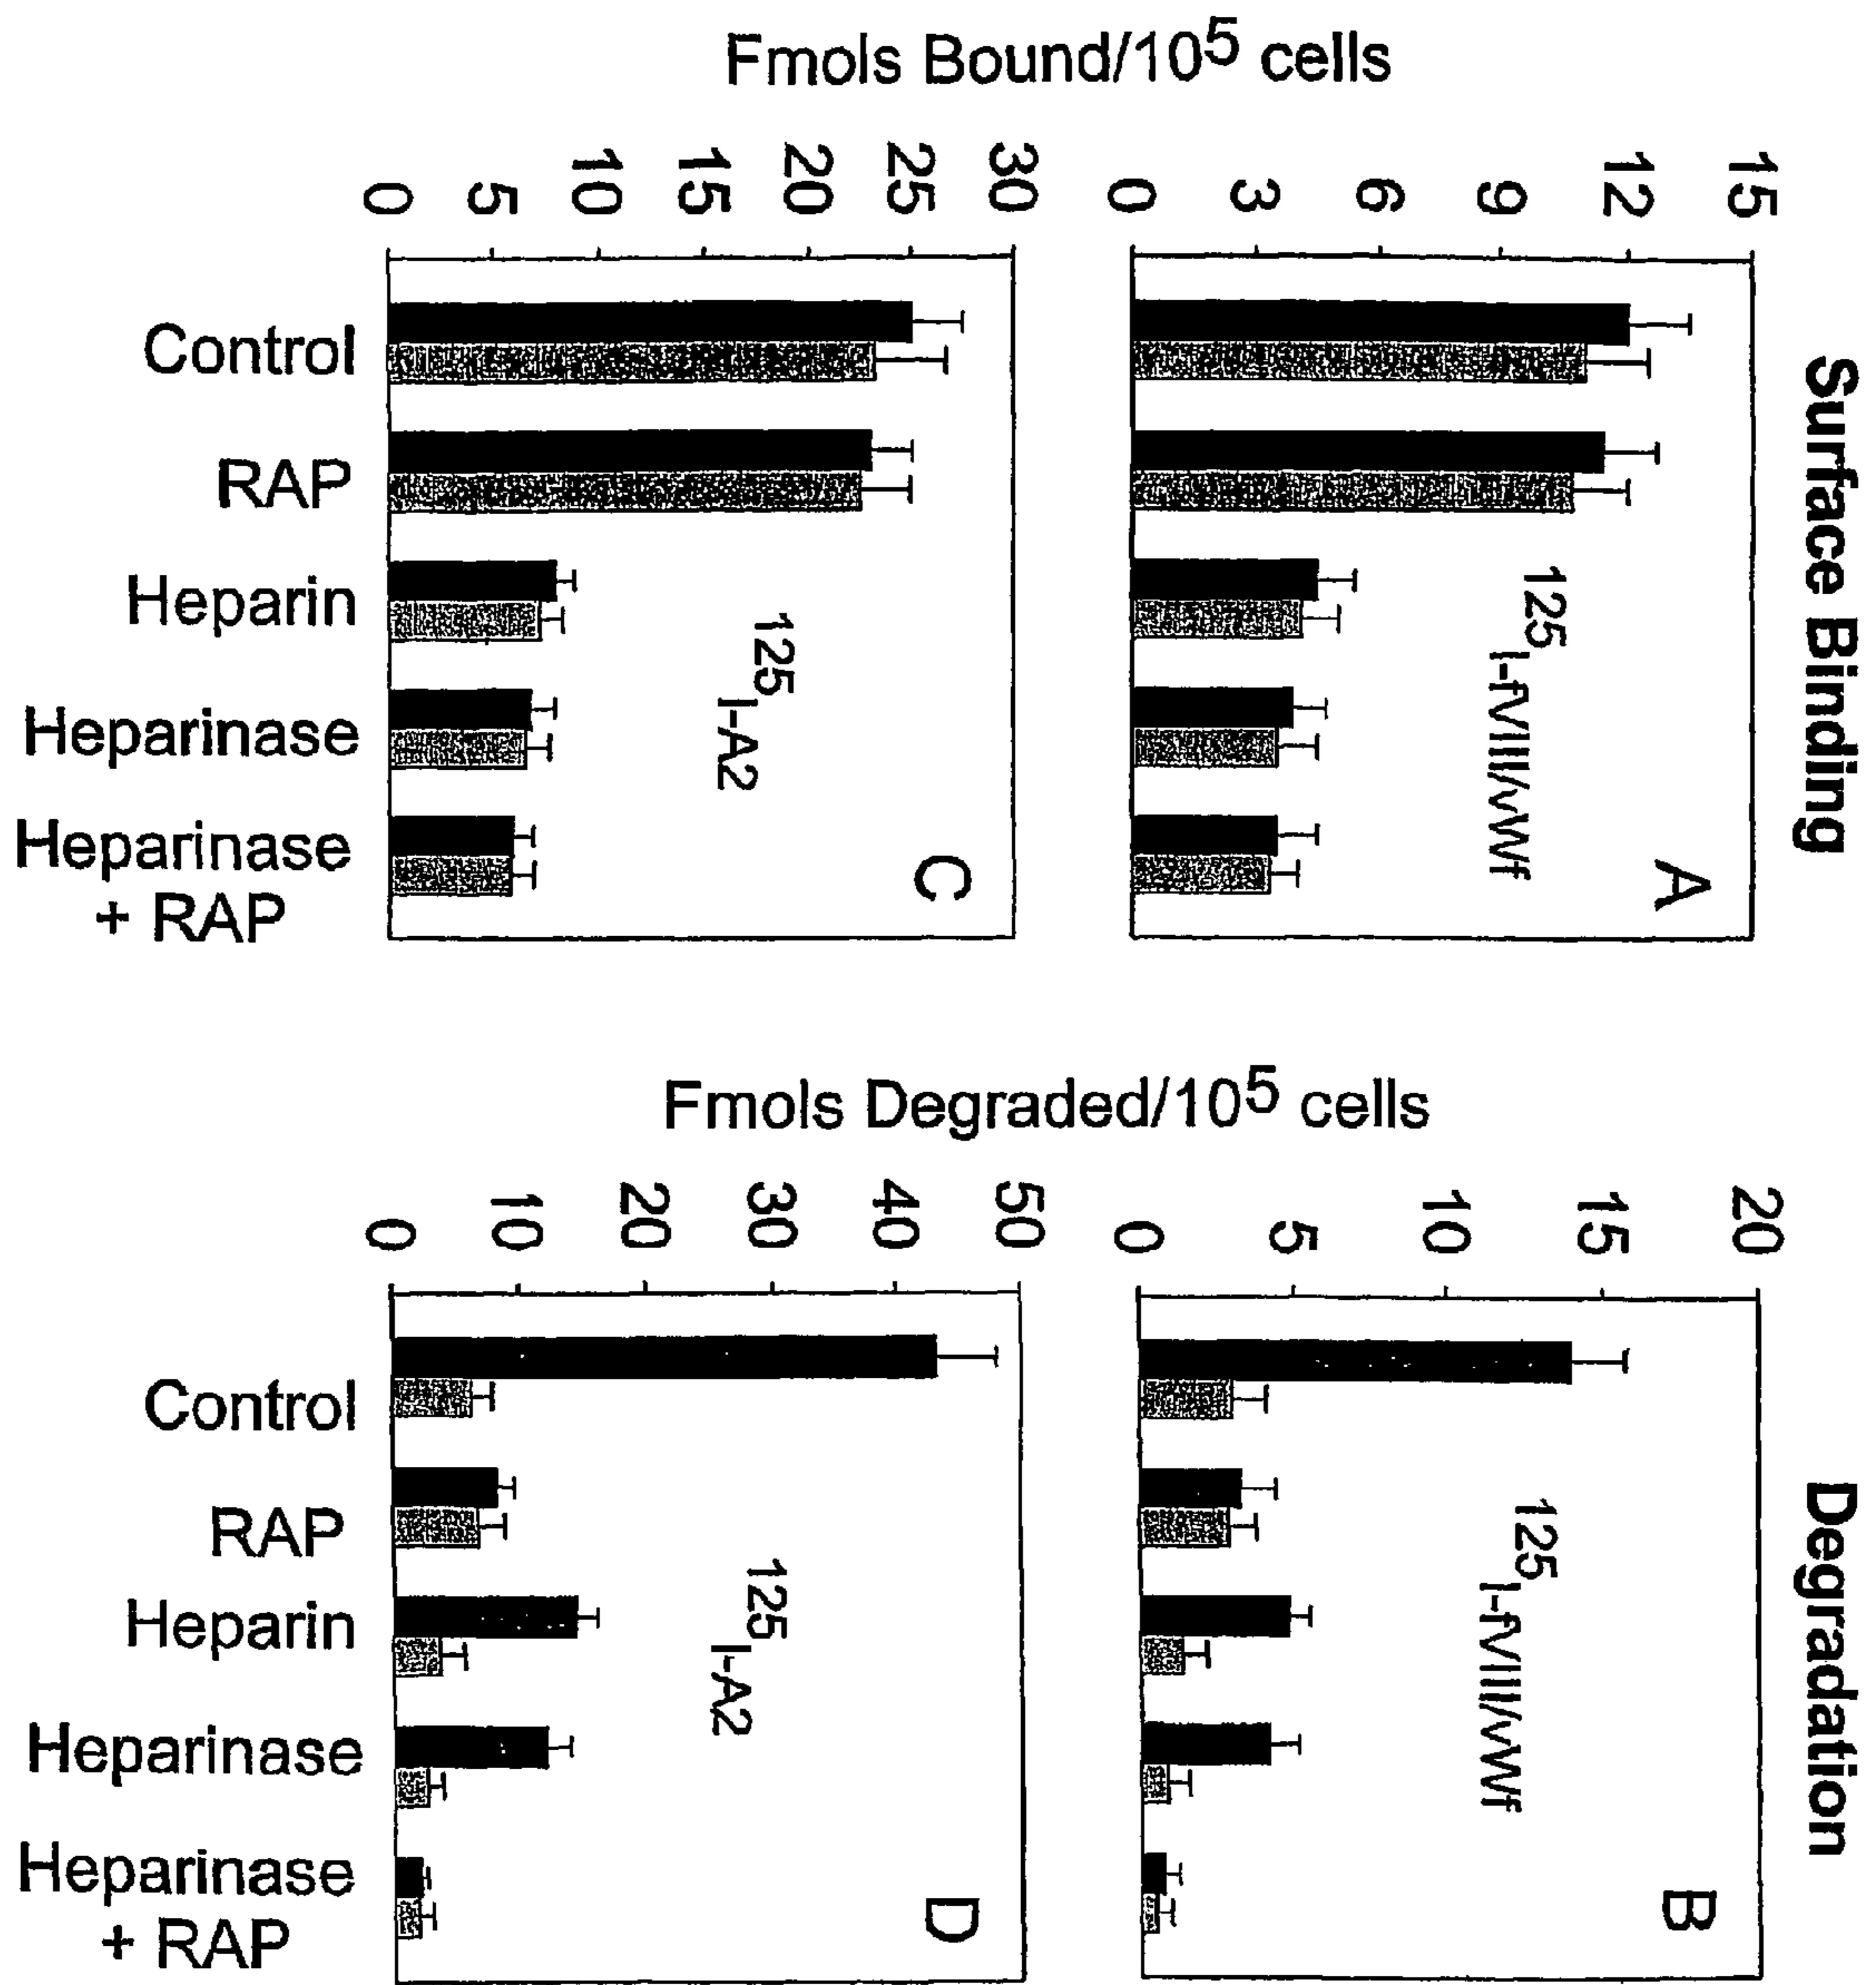 Surface Binding
Degradation
Fmols Bound/10⁵ cells
15
12
9
6
3
0
A
¹²⁵I-fVIII/vWf
30
25
20
15
10
5
0
C
¹²⁵I-A2
Control
RAP
Heparin
Heparinase
Heparinase
+ RAP
Fmols Degraded/10⁵ cells
20
15
10
5
0
B
¹²⁵I-fVIII/vWf
50
40
30
20
10
0
D
¹²⁵I-A2
Control
RAP
Heparin
Heparinase
Heparinase
+ RAP